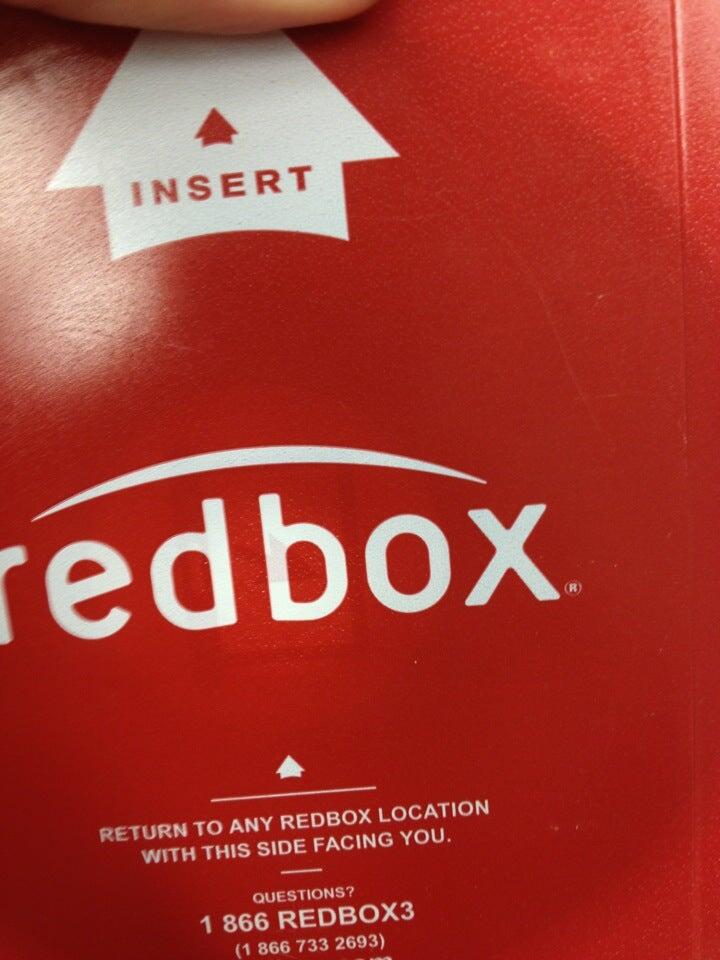 INSERT
redbox®
RETURN TO ANY REDBOX LOCATION
WITH THIS SIDE FACING YOU.
QUESTIONS?
1 866 REDBOX3
(1 866 733 2693)